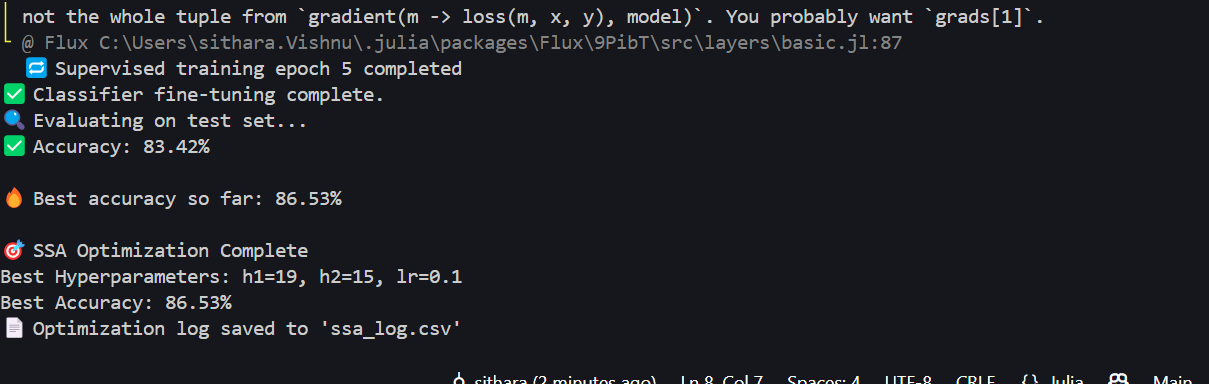 not the whole tuple from `gradient(m -> loss(m, x, y), model)`. You probably want `grads[1]`.
@ Flux C:\Users\sithara.Vishnu\.julia\packages\Flux\9PibT\src\layers\basic.jl:87
🔁 Supervised training epoch 5 completed
✅ Classifier fine-tuning complete.
🔍 Evaluating on test set...
✅ Accuracy: 83.42%
🔥 Best accuracy so far: 86.53%
🎯 SSA Optimization Complete
Best Hyperparameters: h1=19, h2=15, lr=0.1
Best Accuracy: 86.53%
📄 Optimization log saved to 'ssa_log.csv'
sithara (2 minutes ago) Ln 8, Col 7 Spaces: 4 UTF-8 CRLF {} Julia Main